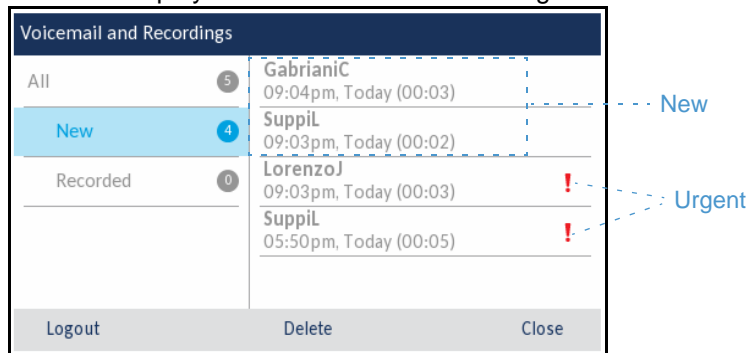 Voicemail and Recordings
All 5
New 4
Recorded 0
GabrianiC
09:04pm, Today (00:03)
SuppiL
09:03pm, Today (00:02)
LorenzoJ
09:03pm, Today (00:03) !
SuppiL
05:50pm, Today (00:05) !
New
Urgent
Logout Delete Close